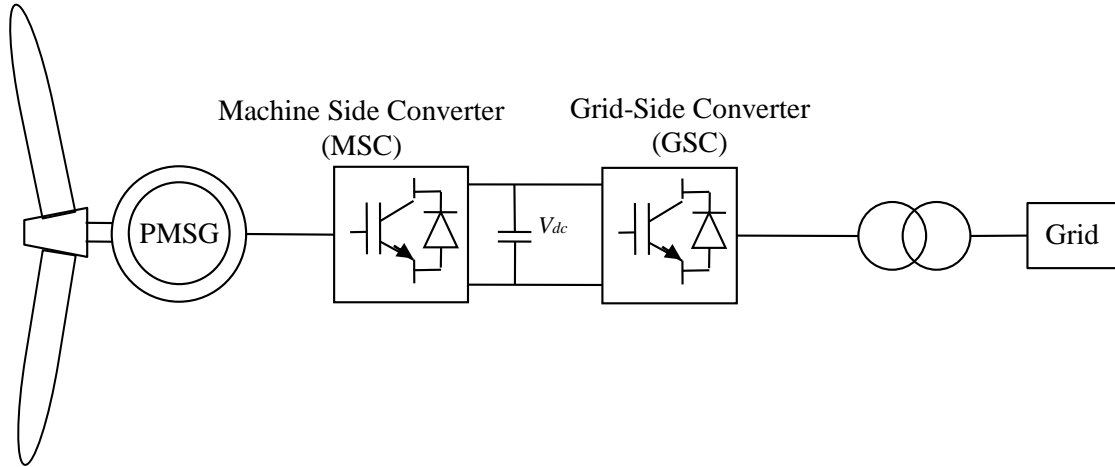 Machine Side Converter
(MSC)
Grid-Side Converter
(GSC)
PMSG
Vdc
Grid